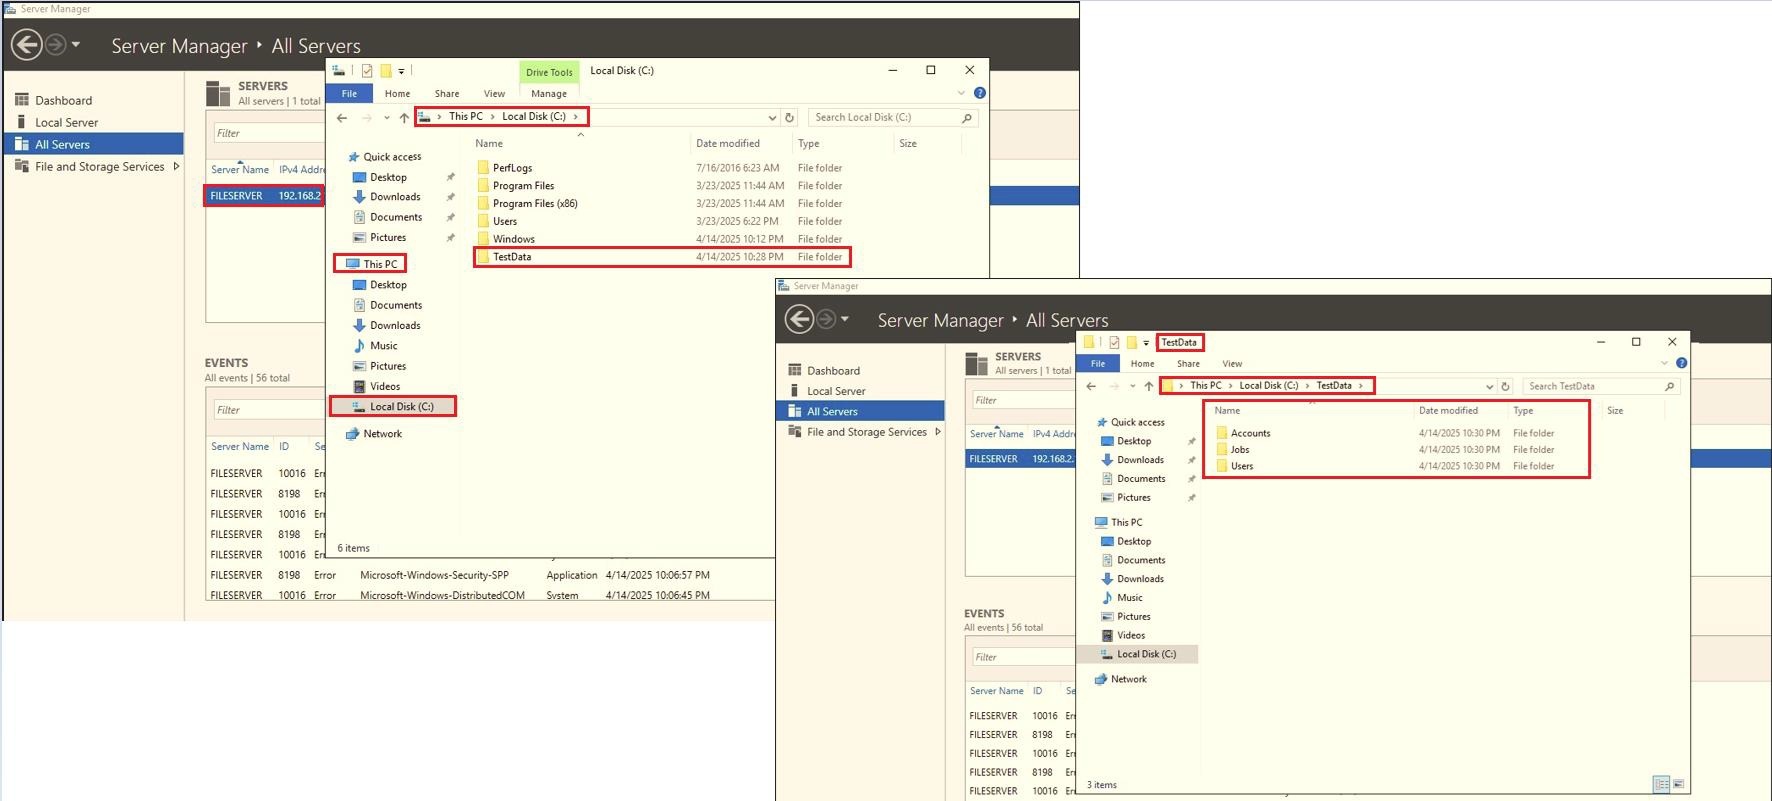 Server Manager
Server Manager ‣ All Servers
Dashboard
Local Server
All Servers
File and Storage Services
SERVERS
All servers | 1 total
Filter
Server Name IPv4 Addre
FILESERVER 192.168.2
EVENTS
All events | 56 total
Filter
Server Name ID Se
FILESERVER 10016 Err
FILESERVER 8198 Err
FILESERVER 10016 Err
FILESERVER 8198 Err
FILESERVER 10016 Err
FILESERVER 8198 Error Microsoft-Windows-Security-SPP Application 4/14/2025 10:06:57 PM
FILESERVER 10016 Error Microsoft-Windows-DistributedCOM System 4/14/2025 10:06:45 PM
Drive Tools Local Disk (C:)
File Home Share View Manage
This PC › Local Disk (C:) ›
Search Local Disk (C:)
Quick access
Desktop
Downloads
Documents
Pictures
This PC
Desktop
Documents
Downloads
Music
Pictures
Videos
Local Disk (C:)
Network
Name Date modified Type Size
PerfLogs 7/16/2016 6:23 AM File folder
Program Files 3/23/2025 11:44 AM File folder
Program Files (x86) 3/23/2025 11:44 AM File folder
Users 3/23/2025 6:22 PM File folder
Windows 4/14/2025 10:12 PM File folder
TestData 4/14/2025 10:28 PM File folder
6 items
Server Manager
Server Manager ‣ All Servers
Dashboard
Local Server
All Servers
File and Storage Services
SERVERS
All servers | 1 total
Filter
Server Name IPv4 Addre
FILESERVER 192.168.2.
EVENTS
All events | 56 total
Filter
Server Name ID Se
FILESERVER 10016 Err
FILESERVER 8198 Err
FILESERVER 10016 Err
FILESERVER 8198 Err
FILESERVER 10016 Err
TestData
File Home Share View
This PC › Local Disk (C:) › TestData ›
Search TestData
Quick access
Desktop
Downloads
Documents
Pictures
This PC
Desktop
Documents
Downloads
Music
Pictures
Videos
Local Disk (C:)
Network
Name Date modified Type Size
Accounts 4/14/2025 10:30 PM File folder
Jobs 4/14/2025 10:30 PM File folder
Users 4/14/2025 10:30 PM File folder
3 items